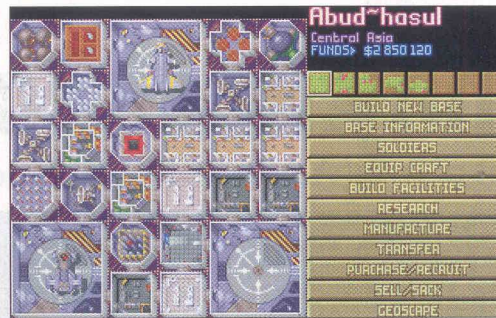 Abud~hasul
Central Asia
FUNDS> $2 850 120
BUILD NEW BASE
BASE INFORMATION
SOLDIERS
EQUIP CRAFT
BUILD FACILITIES
RESEARCH
MANUFACTURE
TRANSFER
PURCHASE/RECRUIT
SELL/SACK
GEOSCAPE